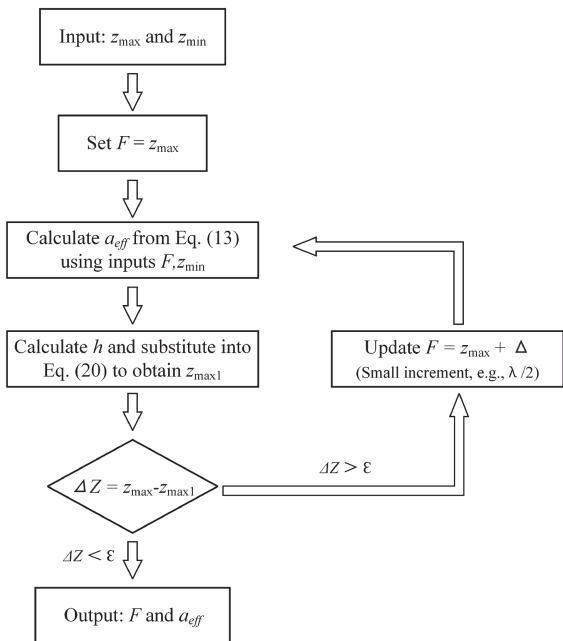 Input: z_max and z_min
Set F = z_max
Calculate a_eff from Eq. (13)
using inputs F,z_min
Calculate h and substitute into
Eq. (20) to obtain z_max1
Update F = z_max + Δ
(Small increment, e.g., λ /2)
ΔZ = z_max-z_max1
ΔZ > ε
ΔZ < ε
Output: F and a_eff